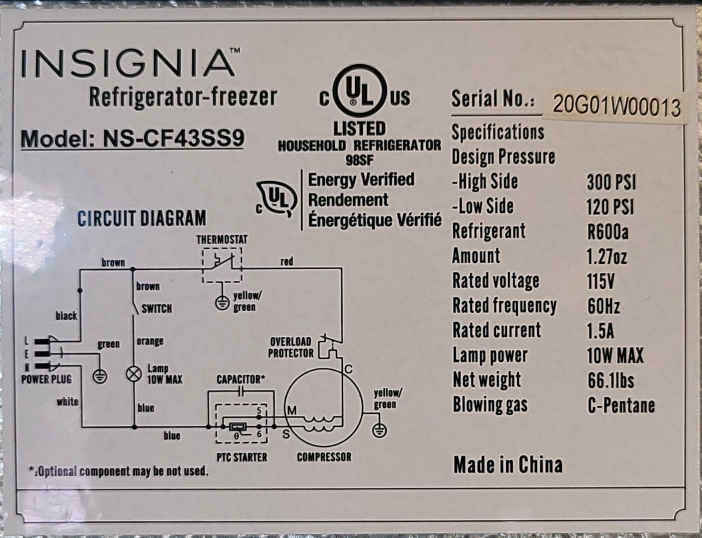 INSIGNIA™
Refrigerator-freezer
Model: NS-CF43SS9
C UL US
LISTED
HOUSEHOLD REFRIGERATOR
98SF
C UL
Energy Verified
Rendement
Énergétique Vérifié
Serial No.: 20G01W00013
Specifications
Design Pressure
-High Side 300 PSI
-Low Side 120 PSI
Refrigerant R600a
Amount 1.27oz
Rated voltage 115V
Rated frequency 60Hz
Rated current 1.5A
Lamp power 10W MAX
Net weight 66.1lbs
Blowing gas C-Pentane
Made in China
CIRCUIT DIAGRAM
THERMOSTAT
brown
red
brown
yellow/
green
SWITCH
black
L
E
N
green
orange
OVERLOAD
PROTECTOR
POWER PLUG
Lamp
10W MAX
C
CAPACITOR*
yellow/
green
white
blue
5
M
θ
6
S
blue
PTC STARTER
COMPRESSOR
*:Optional component may be not used.